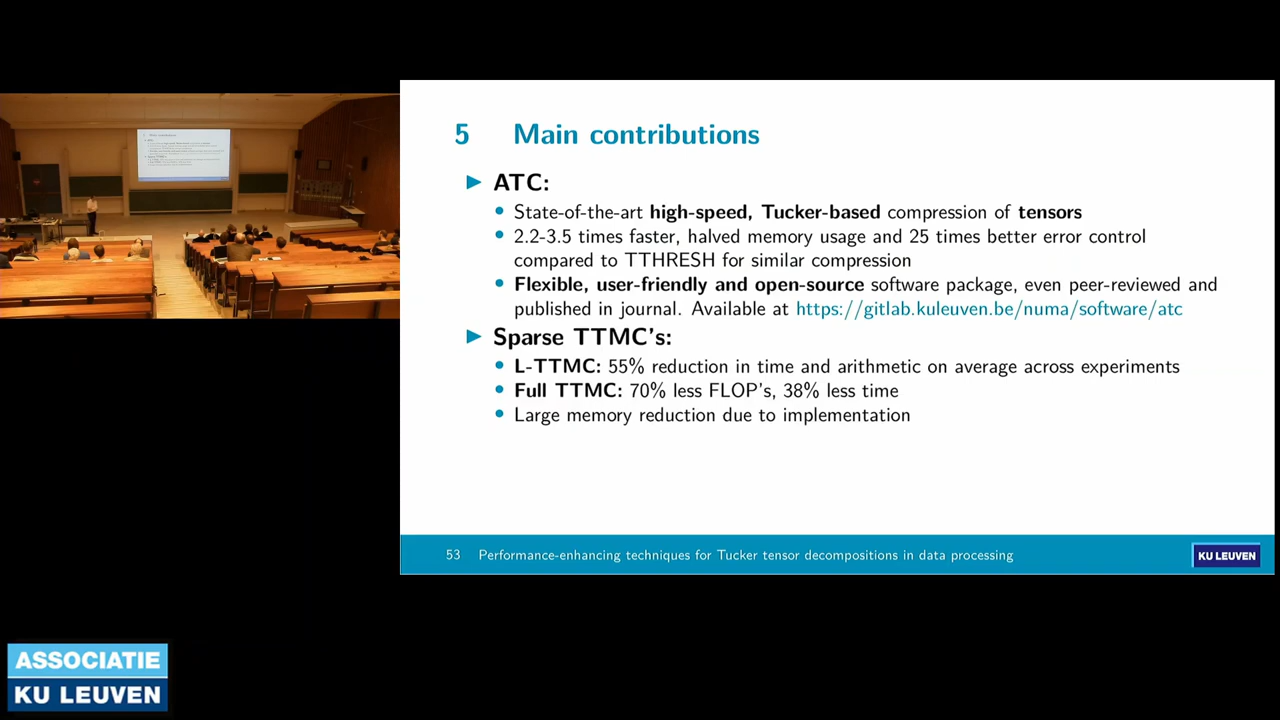 5 Main contributions
► ATC:
• State-of-the-art high-speed, Tucker-based compression of tensors
• 2.2-3.5 times faster, halved memory usage and 25 times better error control
compared to TTHRESH for similar compression
• Flexible, user-friendly and open-source software package, even peer-reviewed and
published in journal. Available at https://gitlab.kuleuven.be/numa/software/atc
► Sparse TTMC's:
• L-TTMC: 55% reduction in time and arithmetic on average across experiments
• Full TTMC: 70% less FLOP's, 38% less time
• Large memory reduction due to implementation
53 Performance-enhancing techniques for Tucker tensor decompositions in data processing
KU LEUVEN
ASSOCIATIE
KU LEUVEN